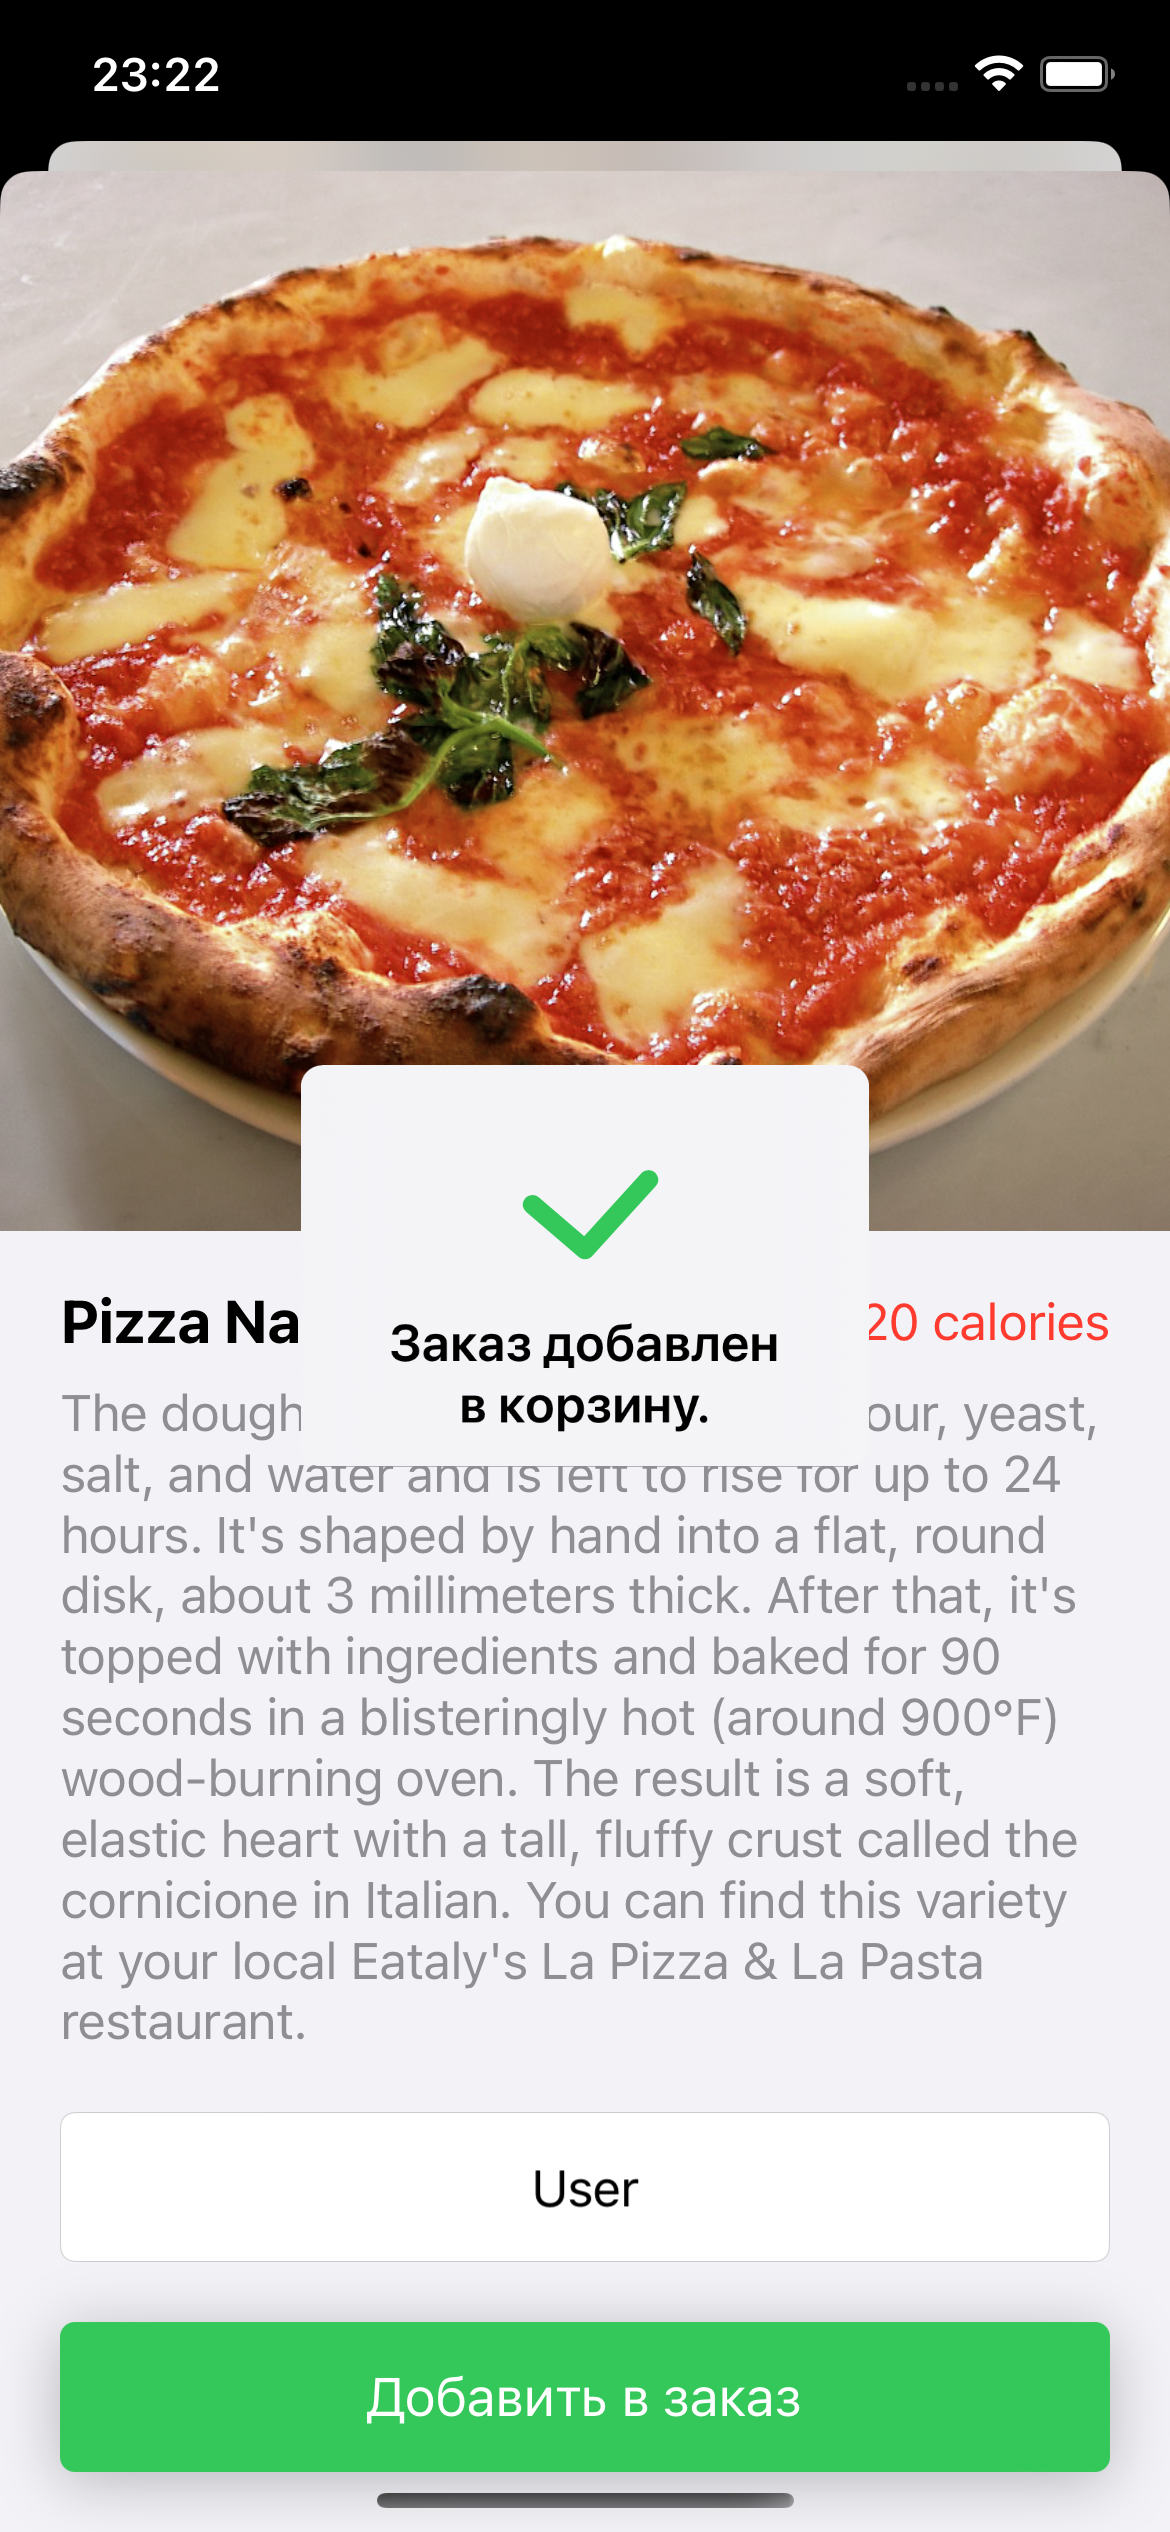 23:22
Pizza Na
20 calories
Заказ добавлен
в корзину.
The dough
our, yeast,
salt, and water and is left to rise for up to 24
hours. It's shaped by hand into a flat, round
disk, about 3 millimeters thick. After that, it's
topped with ingredients and baked for 90
seconds in a blisteringly hot (around 900°F)
wood-burning oven. The result is a soft,
elastic heart with a tall, fluffy crust called the
cornicione in Italian. You can find this variety
at your local Eataly's La Pizza & La Pasta
restaurant.
User
Добавить в заказ